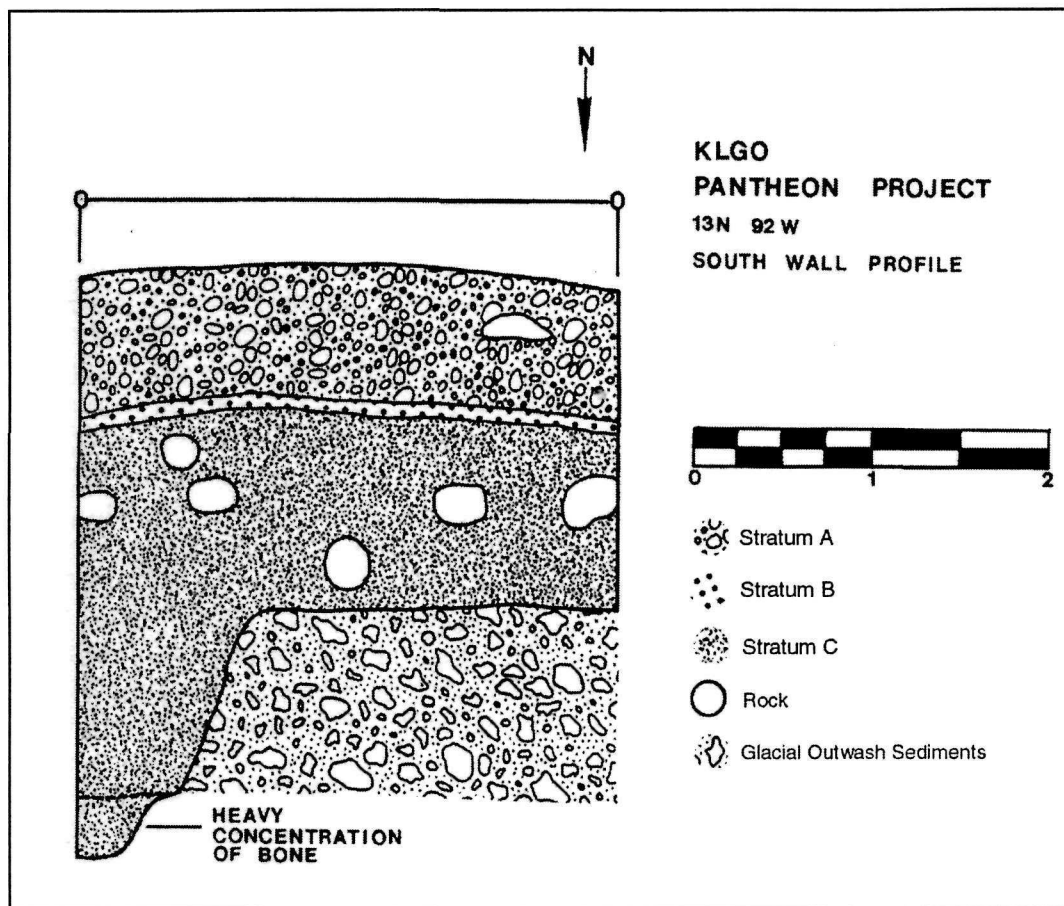 N
KLGO
PANTHEON PROJECT
13N 92W
SOUTH WALL PROFILE
0 1 2
Stratum A
Stratum B
Stratum C
Rock
Glacial Outwash Sediments
HEAVY
CONCENTRATION
OF BONE